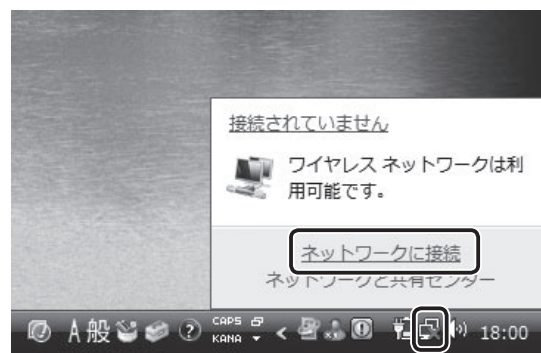 接続されていません
ワイヤレス ネットワークは利
用可能です。
ネットワークに接続
ネットワークと共有センター
A 般 CAPS KANA 18:00